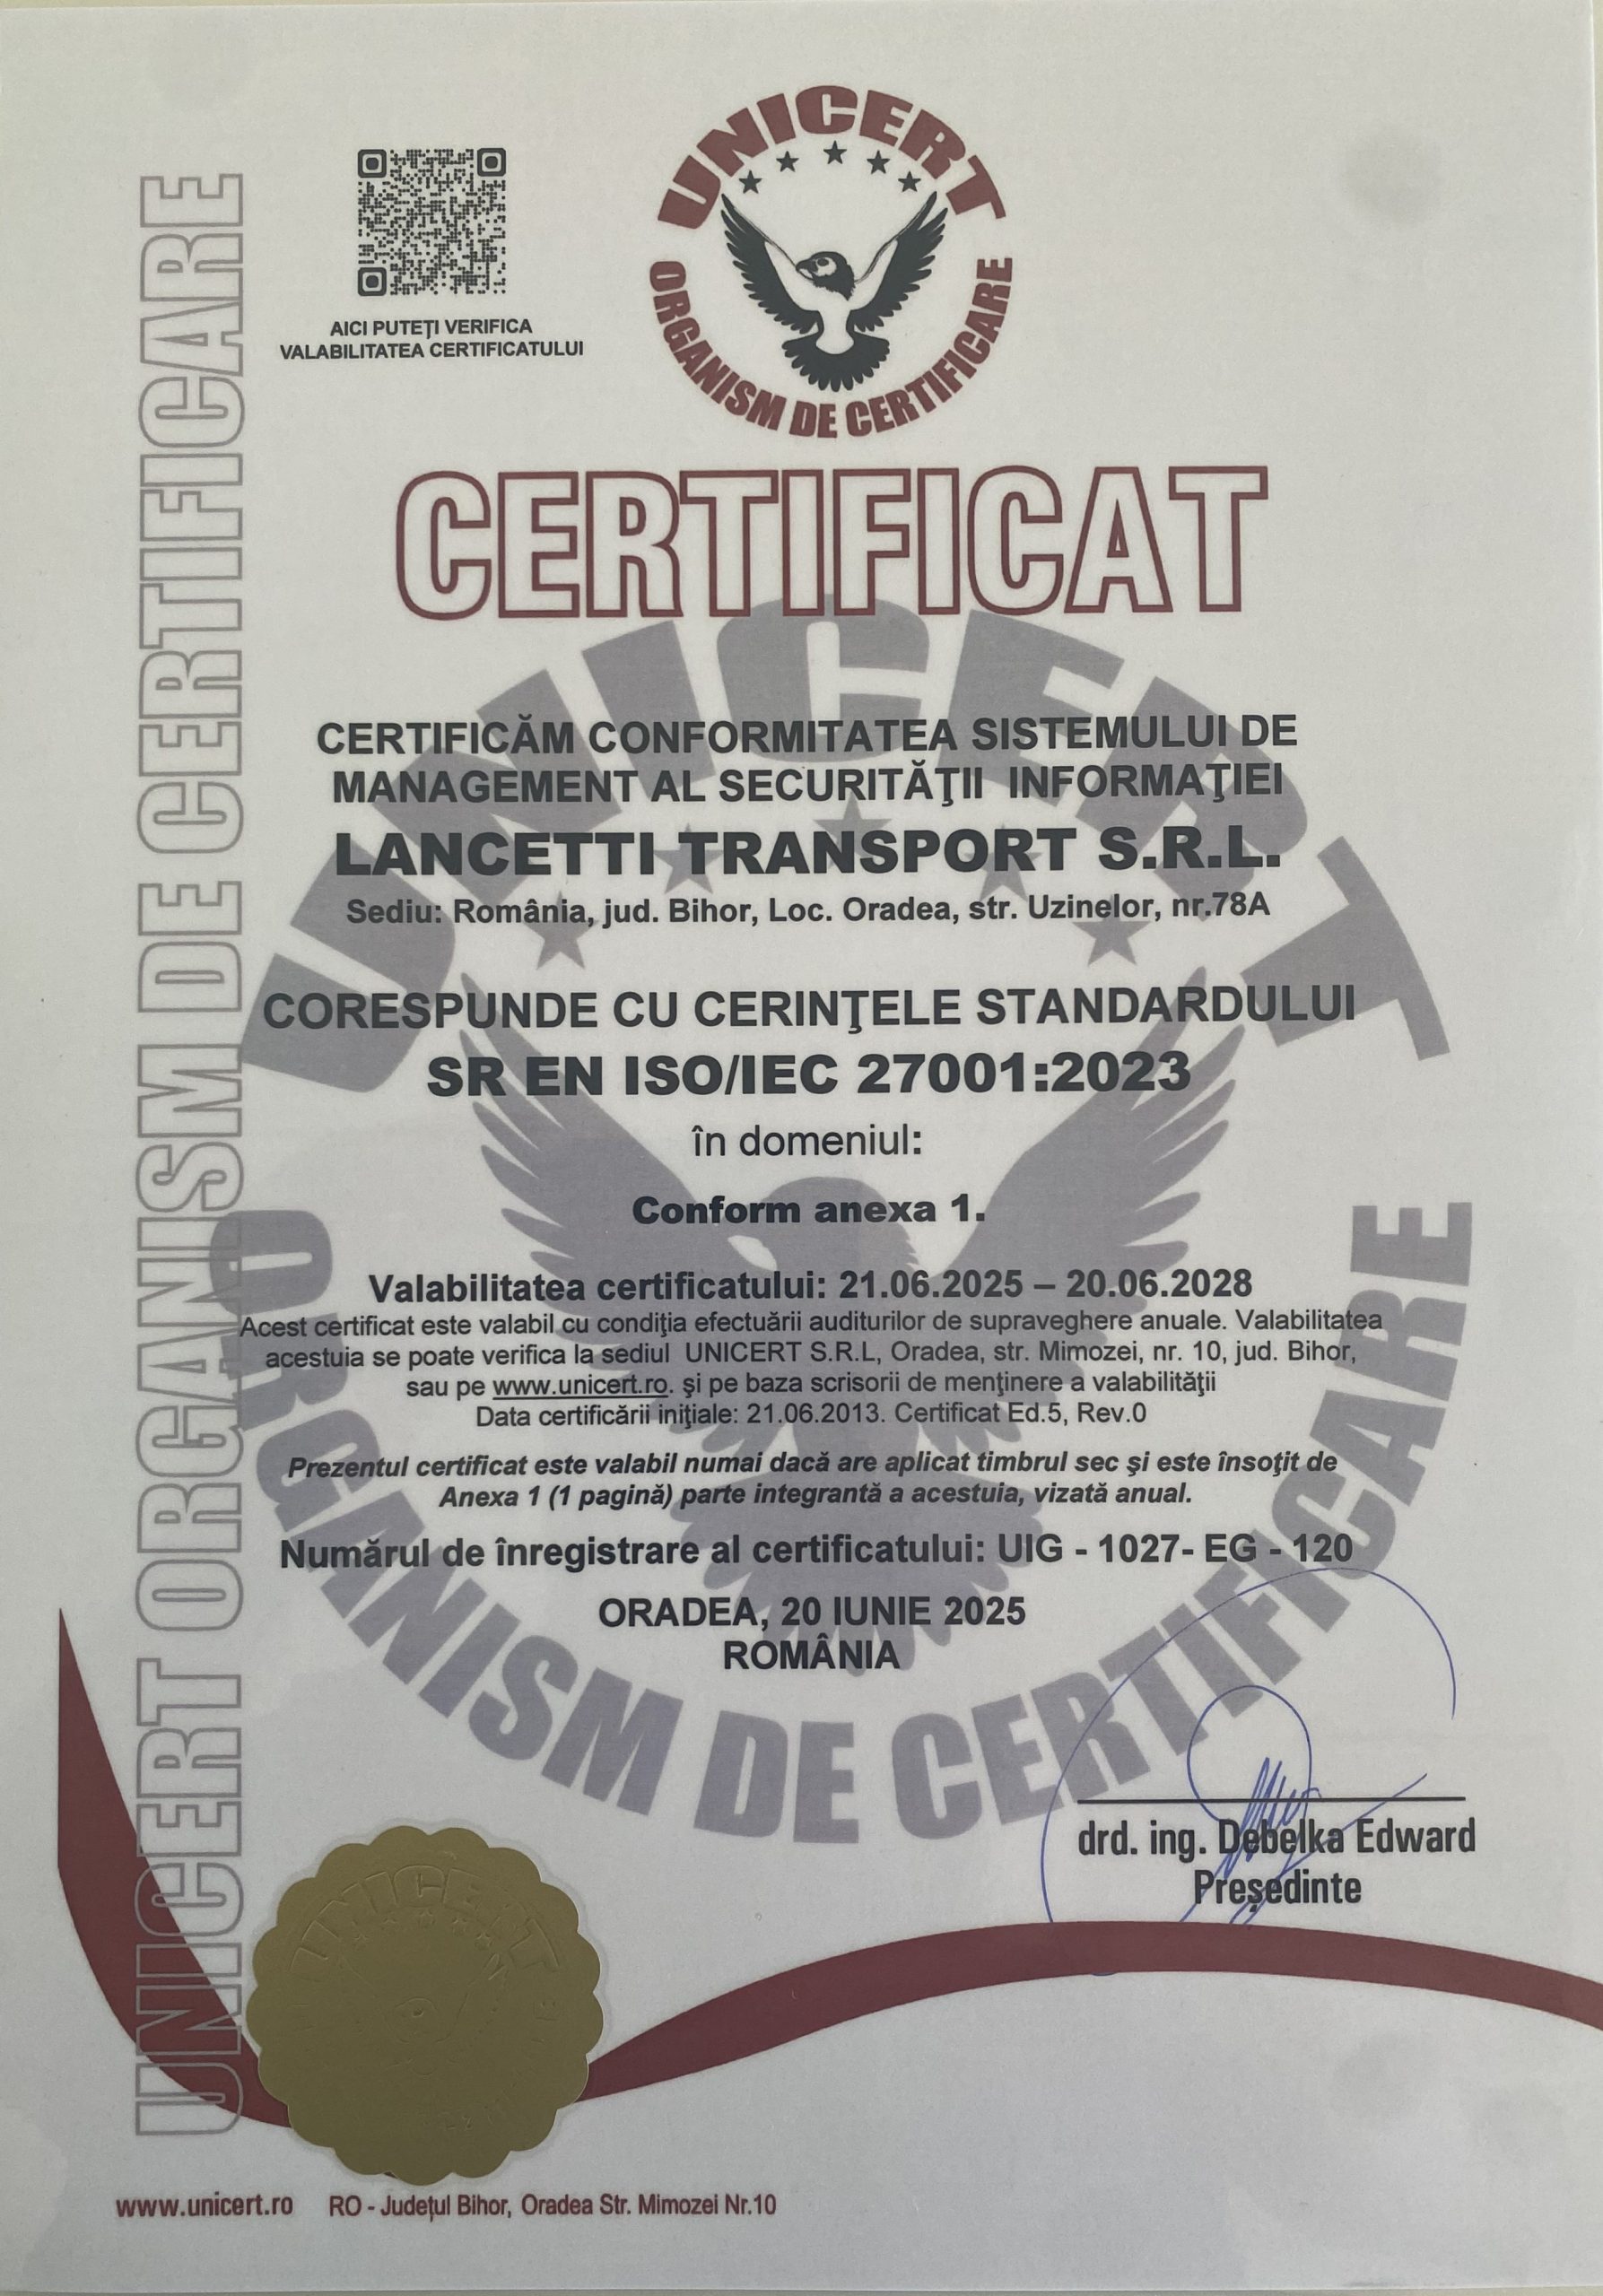 AICI PUTEŢI VERIFICA
VALABILITATEA CERTIFICATULUI
UNICERT
ORGANISM DE CERTIFICARE
UNICERT ORGANISM DE CERTIFICARE
CERTIFICAT
UNICERT
CERTIFICĂM CONFORMITATEA SISTEMULUI DE
MANAGEMENT AL SECURITĂŢII INFORMAŢIEI
LANCETTI TRANSPORT S.R.L.
Sediu: România, jud. Bihor, Loc. Oradea, str. Uzinelor, nr.78A
CORESPUNDE CU CERINŢELE STANDARDULUI
SR EN ISO/IEC 27001:2023
în domeniul:
Conform anexa 1.
Valabilitatea certificatului: 21.06.2025 – 20.06.2028
Acest certificat este valabil cu condiţia efectuării auditurilor de supraveghere anuale. Valabilitatea
acestuia se poate verifica la sediul UNICERT S.R.L, Oradea, str. Mimozei, nr. 10, jud. Bihor,
sau pe www.unicert.ro. şi pe baza scrisorii de menţinere a valabilităţii
Data certificării iniţiale: 21.06.2013. Certificat Ed.5, Rev.0
Prezentul certificat este valabil numai dacă are aplicat timbrul sec şi este însoţit de
Anexa 1 (1 pagină) parte integrantă a acestuia, vizată anual.
Numărul de înregistrare al certificatului: UIG - 1027- EG - 120
ORADEA, 20 IUNIE 2025
ROMÂNIA
ORGANISM DE CERTIFICARE
drd. ing. Debelka Edward
Preşedinte
UNICERT
www.unicert.ro RO - Judeţul Bihor, Oradea Str. Mimozei Nr.10